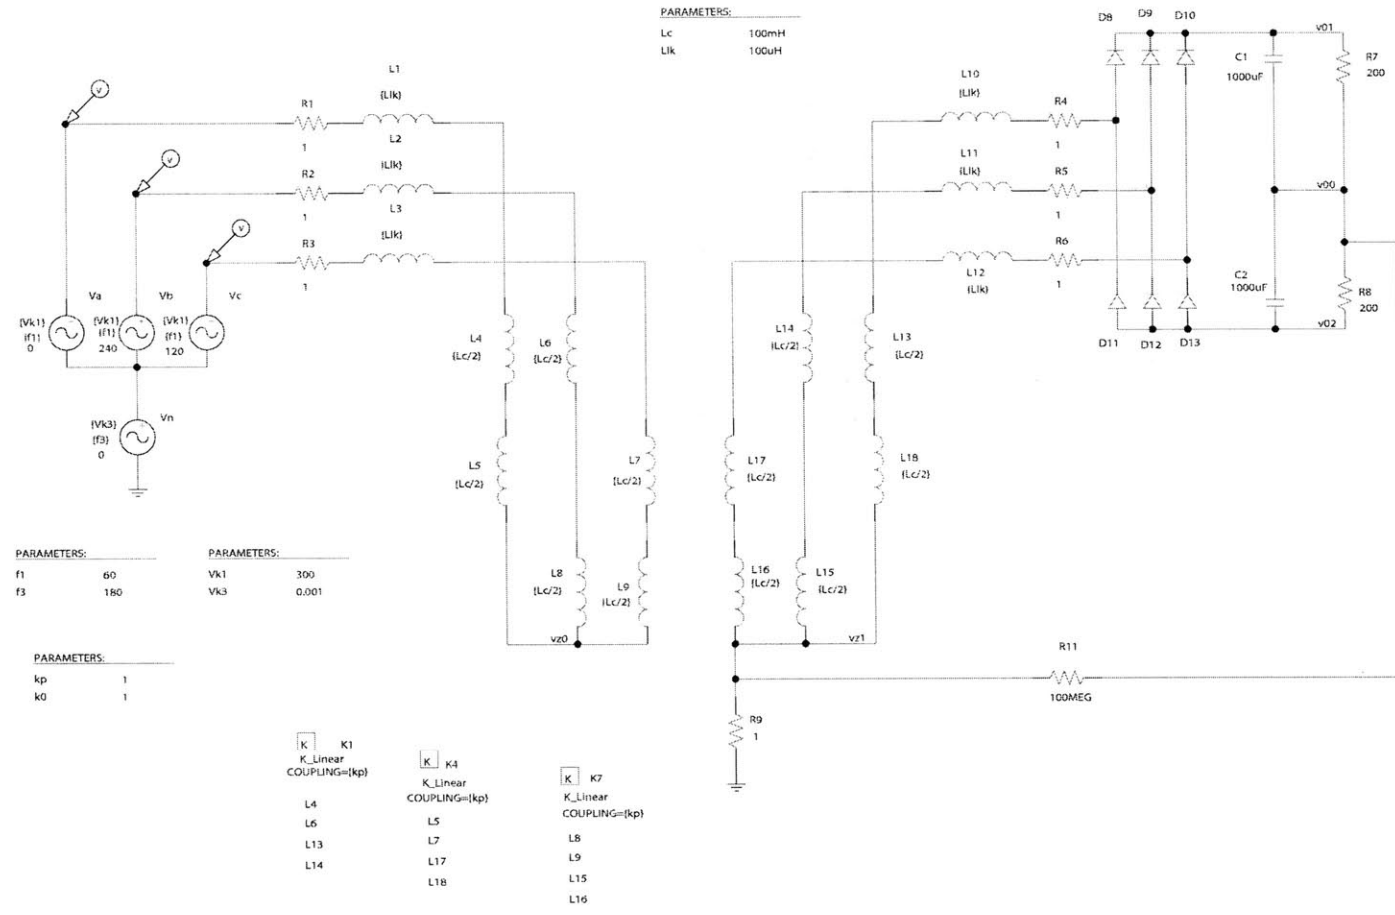 PARAMETERS:
Lc 100mH
Llk 100uH
D8
D9
D10
v01
C1
1000uF
R7
200
L1
{Llk}
R1
1
L2
{Llk}
R2
1
L3
{Llk}
R3
1
L10
{Llk}
R4
1
L11
{Llk}
R5
1
R6
1
L12
{Llk}
v00
C2
1000uF
R8
200
v02
D11
D12
D13
v
v
v
Va
Vb
Vc
{Vk1}
{f1}
0
{Vk1}
{f1}
240
{Vk1}
{f1}
120
Vn
{Vk3}
{f3}
0
L4
{Lc/2}
L6
{Lc/2}
L14
{Lc/2}
L13
{Lc/2}
L5
{Lc/2}
L7
{Lc/2}
L17
{Lc/2}
L18
{Lc/2}
L8
{Lc/2}
L9
{Lc/2}
L16
{Lc/2}
L15
{Lc/2}
vz0
vz1
PARAMETERS:
f1 60
f3 180
PARAMETERS:
Vk1 300
Vk3 0.001
PARAMETERS:
kp 1
k0 1
R11
100MEG
R9
1
K K1
K_Linear
COUPLING={kp}
L4
L6
L13
L14
K K4
K_Linear
COUPLING={kp}
L5
L7
L17
L18
K K7
K_Linear
COUPLING={kp}
L8
L9
L15
L16